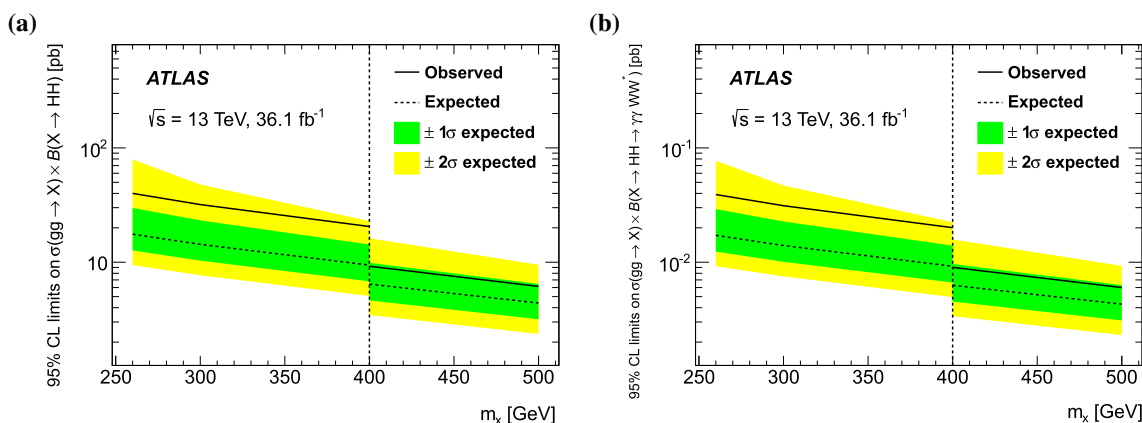 (a)
95% CL limits on σ(gg → X) × B(X → HH) [pb]
ATLAS
√s = 13 TeV, 36.1 fb⁻¹
Observed
Expected
± 1σ expected
± 2σ expected
10²
10
250 300 350 400 450 500
mₓ [GeV]
(b)
95% CL limits on σ(gg → X) × B(X → HH → γγ WW*) [pb]
ATLAS
√s = 13 TeV, 36.1 fb⁻¹
Observed
Expected
± 1σ expected
± 2σ expected
10⁻¹
10⁻²
250 300 350 400 450 500
mₓ [GeV]